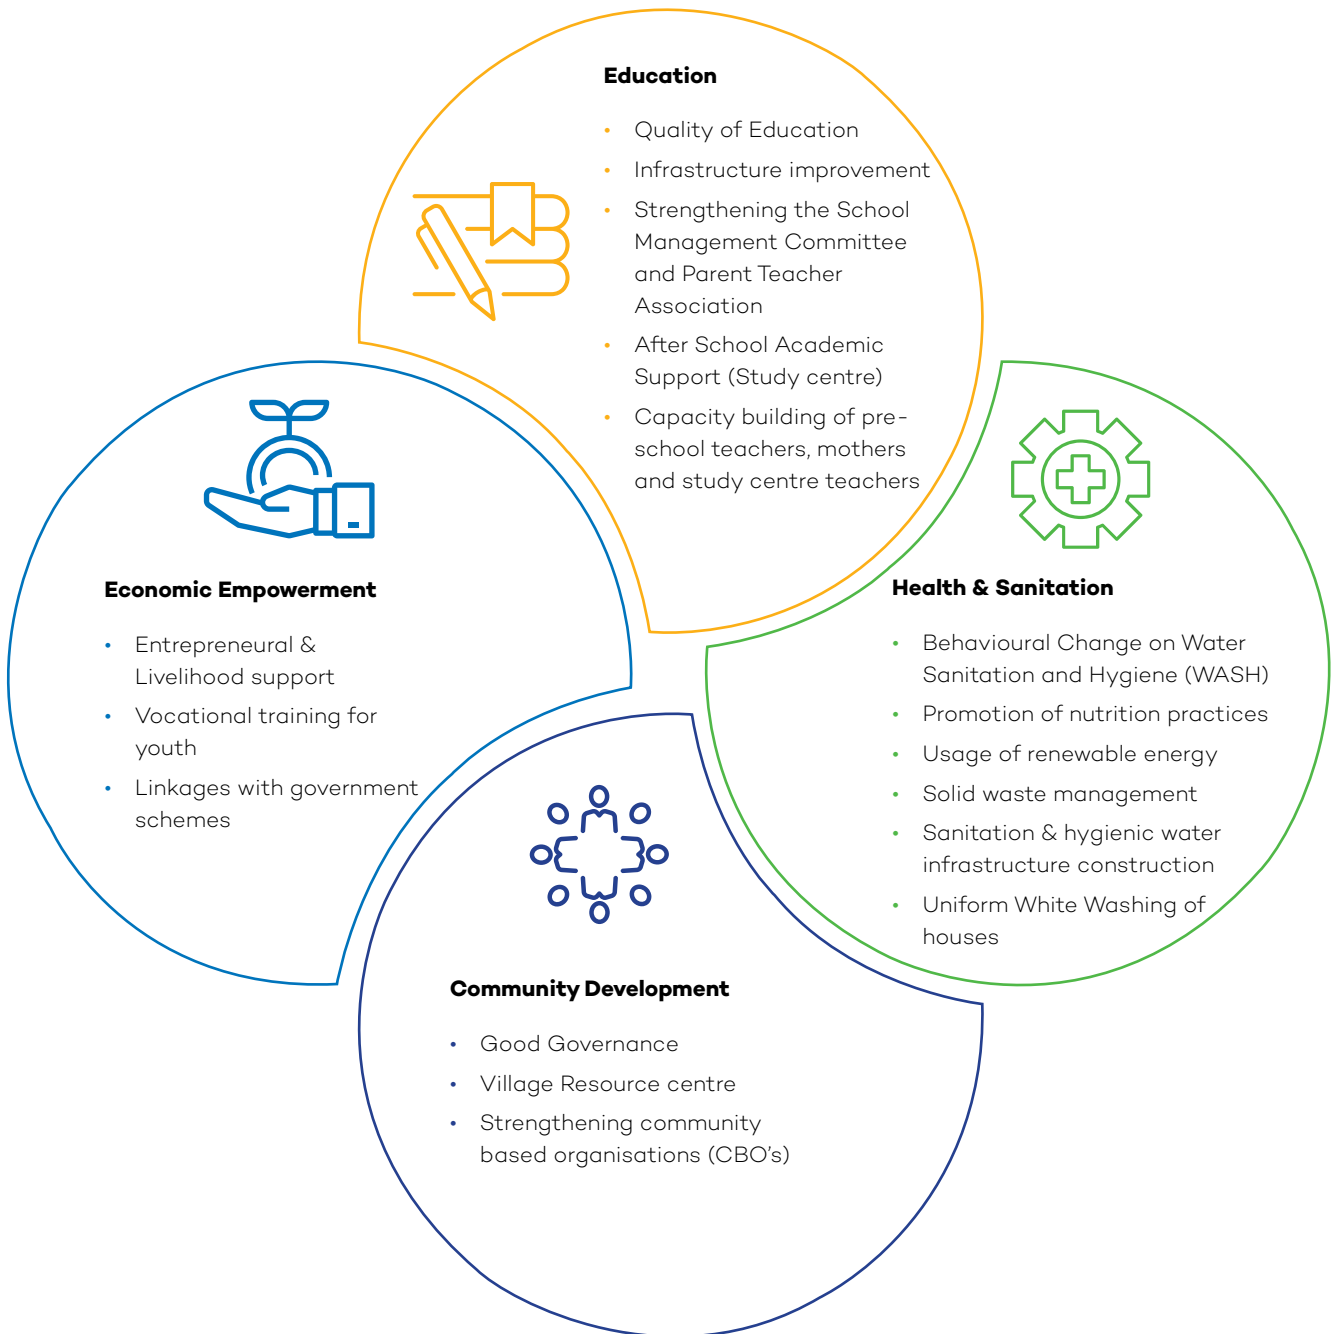 Education
• Quality of Education
• Infrastructure improvement
• Strengthening the School
Management Committee
and Parent Teacher
Association
• After School Academic
Support (Study centre)
• Capacity building of pre-
school teachers, mothers
and study centre teachers
Economic Empowerment
• Entrepreneural &
Livelihood support
• Vocational training for
youth
• Linkages with government
schemes
Health & Sanitation
• Behavioural Change on Water
Sanitation and Hygiene (WASH)
• Promotion of nutrition practices
• Usage of renewable energy
• Solid waste management
• Sanitation & hygienic water
infrastructure construction
• Uniform White Washing of
houses
Community Development
• Good Governance
• Village Resource centre
• Strengthening community
based organisations (CBO's)